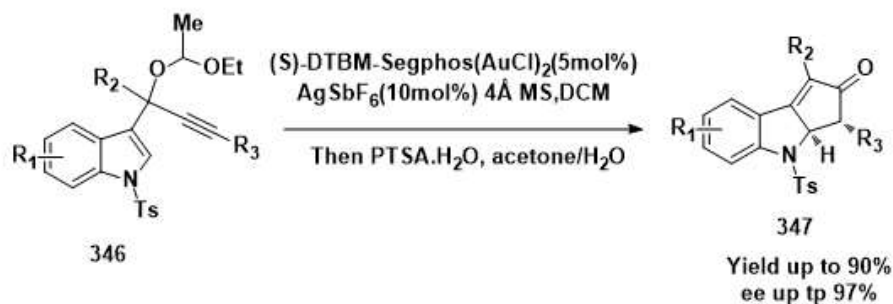 Me
R2
O
OEt
(S)-DTBM-Segphos(AuCl)2(5mol%)
AgSbF6(10mol%) 4Å MS,DCM
Then PTSA.H2O, acetone/H2O
R1
R3
N
Ts
346
R2
O
R1
R3
N
H
Ts
347
Yield up to 90%
ee up tp 97%